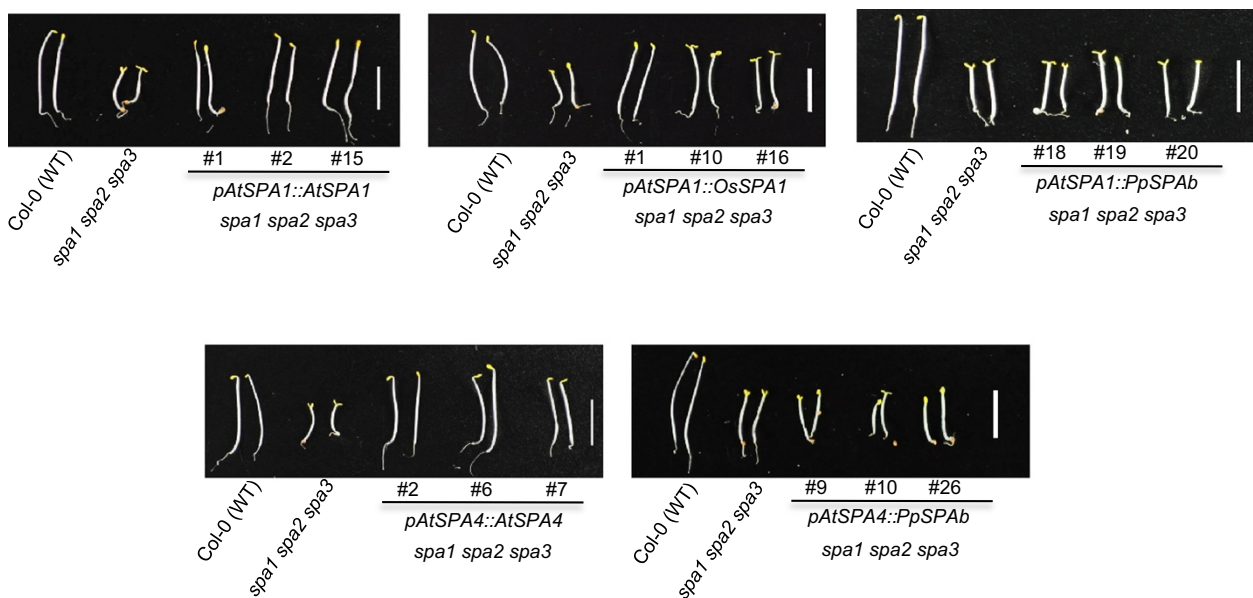 Col-0 (WT)
spa1 spa2 spa3
#1 #2 #15
pAtSPA1::AtSPA1
spa1 spa2 spa3
Col-0 (WT)
spa1 spa2 spa3
#1 #10 #16
pAtSPA1::OsSPA1
spa1 spa2 spa3
Col-0 (WT)
spa1 spa2 spa3
#18 #19 #20
pAtSPA1::PpSPAb
spa1 spa2 spa3
Col-0 (WT)
spa1 spa2 spa3
#2 #6 #7
pAtSPA4::AtSPA4
spa1 spa2 spa3
Col-0 (WT)
spa1 spa2 spa3
#9 #10 #26
pAtSPA4::PpSPAb
spa1 spa2 spa3